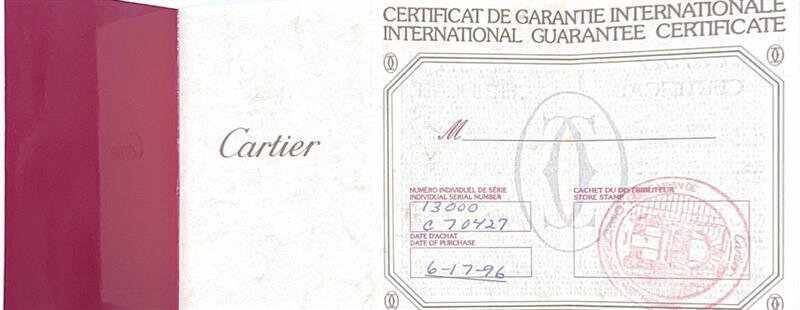 Cartier
CERTIFICAT DE GARANTIE INTERNATIONALE
INTERNATIONAL GUARANTEE CERTIFICATE
M
NUMÉRO INDIVIDUEL DE SÉRIE
INDIVIDUAL SERIAL NUMBER
13000
C70427
DATE D'ACHAT
DATE OF PURCHASE
6-17-96
CACHET DU DISTRIBUTEUR
STORE STAMP
Cartier